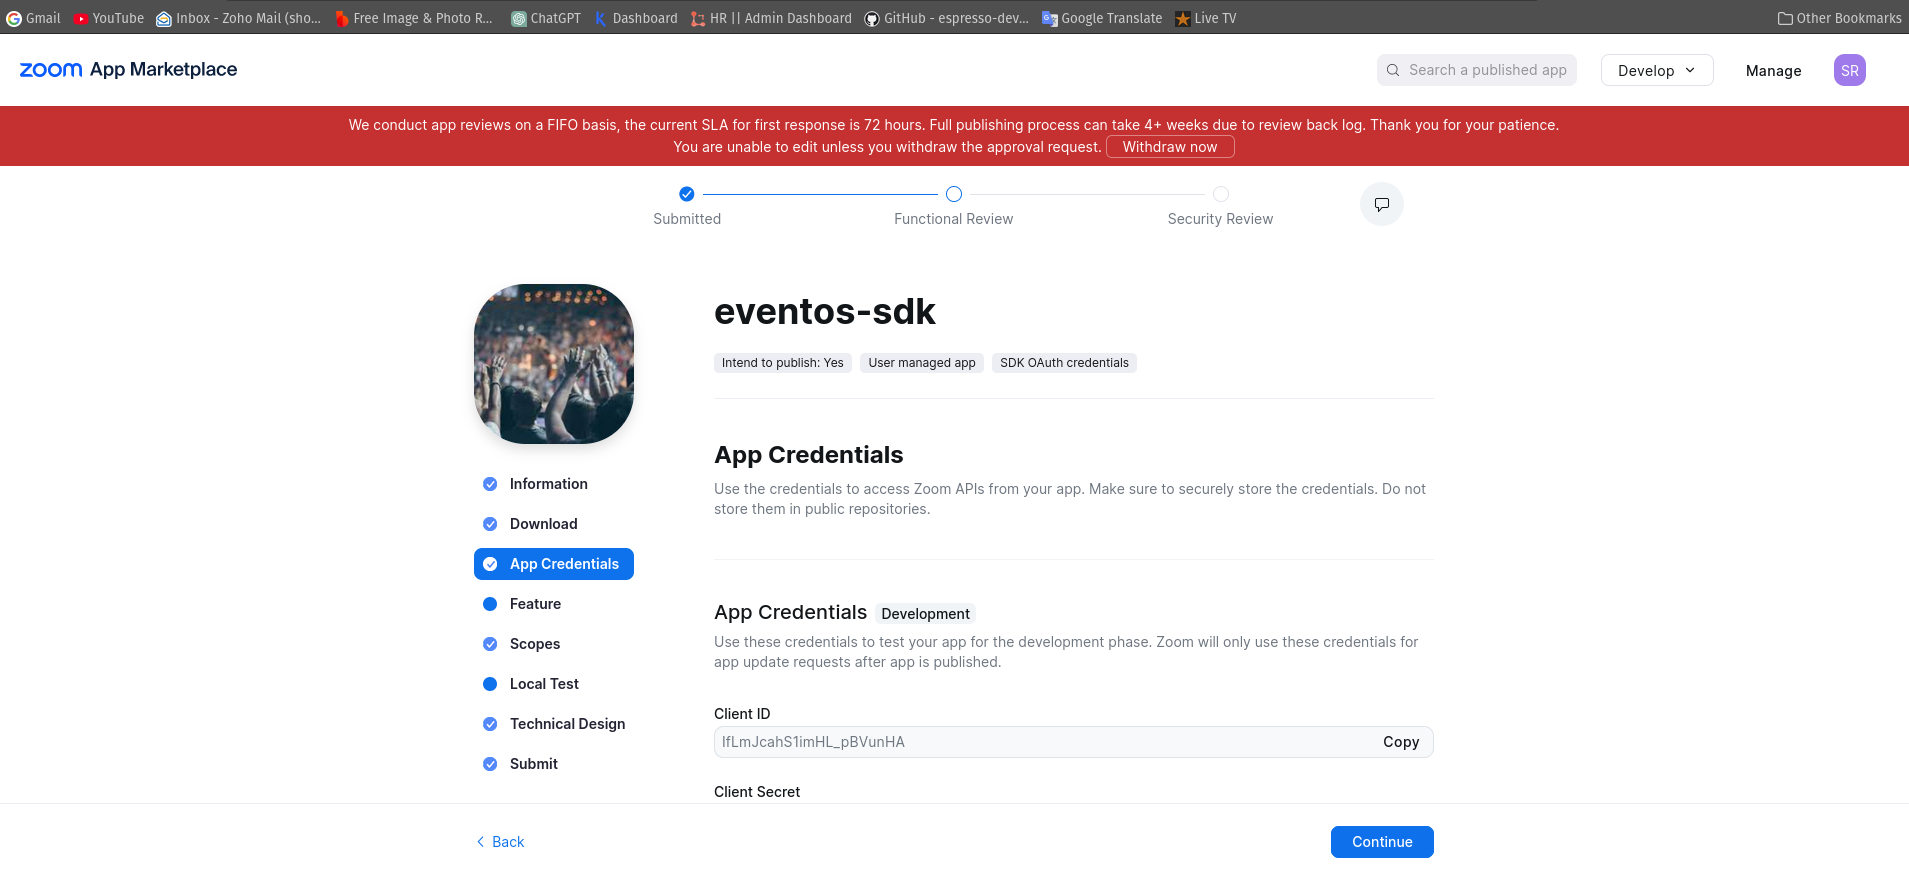 Gmail YouTube Inbox - Zoho Mail (sho... Free Image & Photo R... ChatGPT Dashboard HR || Admin Dashboard GitHub - espresso-dev... Google Translate Live TV Other Bookmarks
zoom App Marketplace Search a published app Develop Manage SR
We conduct app reviews on a FIFO basis, the current SLA for first response is 72 hours. Full publishing process can take 4+ weeks due to review back log. Thank you for your patience.
You are unable to edit unless you withdraw the approval request. Withdraw now
Submitted Functional Review Security Review
eventos-sdk
Intend to publish: Yes User managed app SDK OAuth credentials
App Credentials
Use the credentials to access Zoom APIs from your app. Make sure to securely store the credentials. Do not
store them in public repositories.
Information
Download
App Credentials
Feature
Scopes
Local Test
Technical Design
Submit
App Credentials Development
Use these credentials to test your app for the development phase. Zoom will only use these credentials for
app update requests after app is published.
Client ID
IfLmJcahS1imHL_pBVunHA Copy
Client Secret
Back Continue